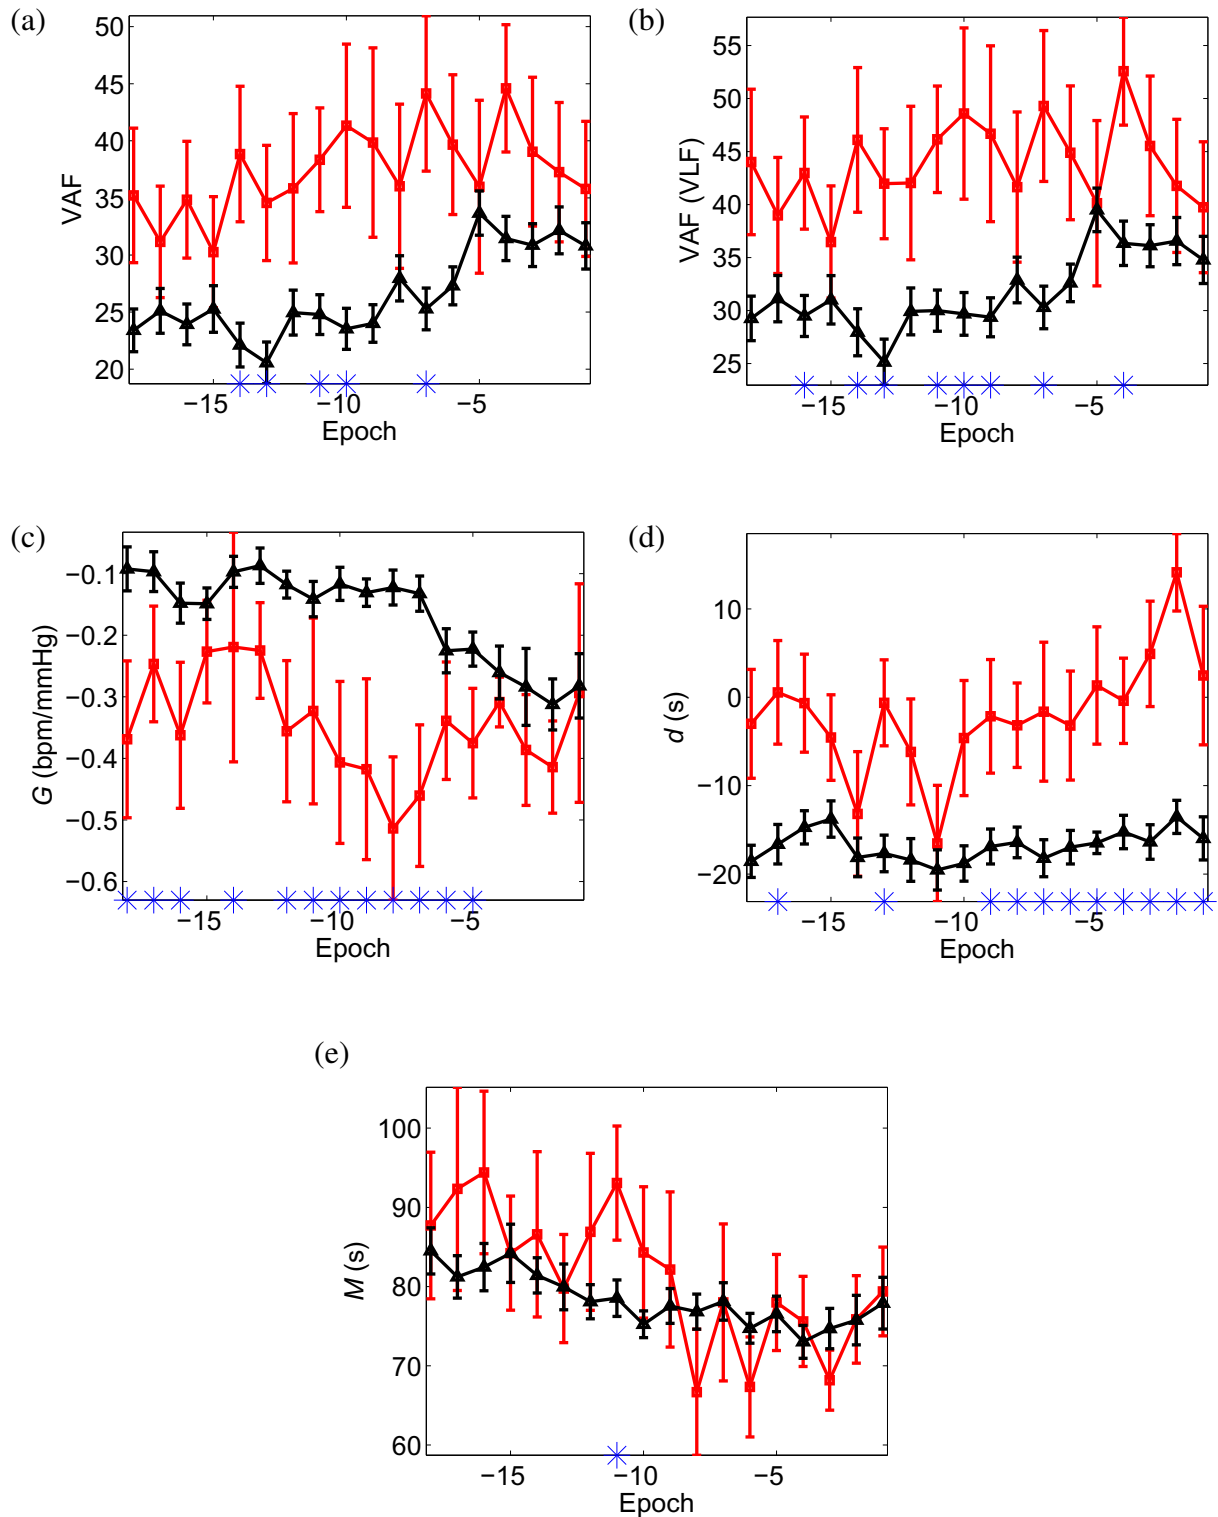 (a)
50
45
40
35
30
25
20
VAF
−15
−10
−5
Epoch
(b)
55
50
45
40
35
30
25
VAF (VLF)
−15
−10
−5
Epoch
(c)
−0.1
−0.2
−0.3
−0.4
−0.5
−0.6
G (bpm/mmHg)
−15
−10
−5
Epoch
(d)
10
0
−10
−20
d (s)
−15
−10
−5
Epoch
(e)
100
90
80
70
60
M (s)
−15
−10
−5
Epoch